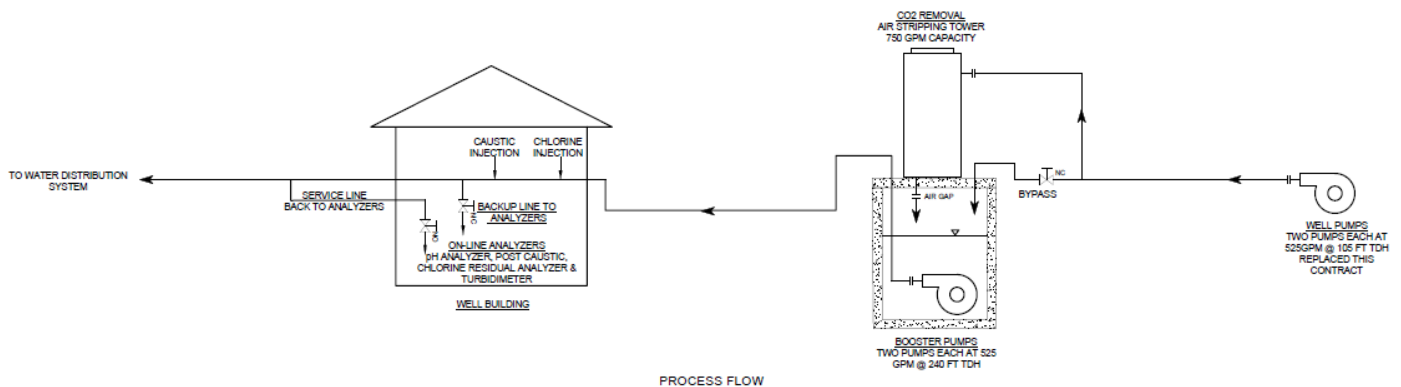 CO2 REMOVAL
AIR STRIPPING TOWER
750 GPM CAPACITY
CAUSTIC
INJECTION
CHLORINE
INJECTION
TO WATER DISTRIBUTION
SYSTEM
SERVICE LINE
BACK TO ANALYZERS
NO
NC
BACKUP LINE TO
ANALYZERS
ON-LINE ANALYZERS
pH ANALYZER, POST CAUSTIC,
CHLORINE RESIDUAL ANALYZER &
TURBIDIMETER
WELL BUILDING
AIR GAP
NC
BYPASS
WELL PUMPS
TWO PUMPS EACH AT
525GPM @ 105 FT TDH
REPLACED THIS
CONTRACT
BOOSTER PUMPS
TWO PUMPS EACH AT 525
GPM @ 240 FT TDH
PROCESS FLOW